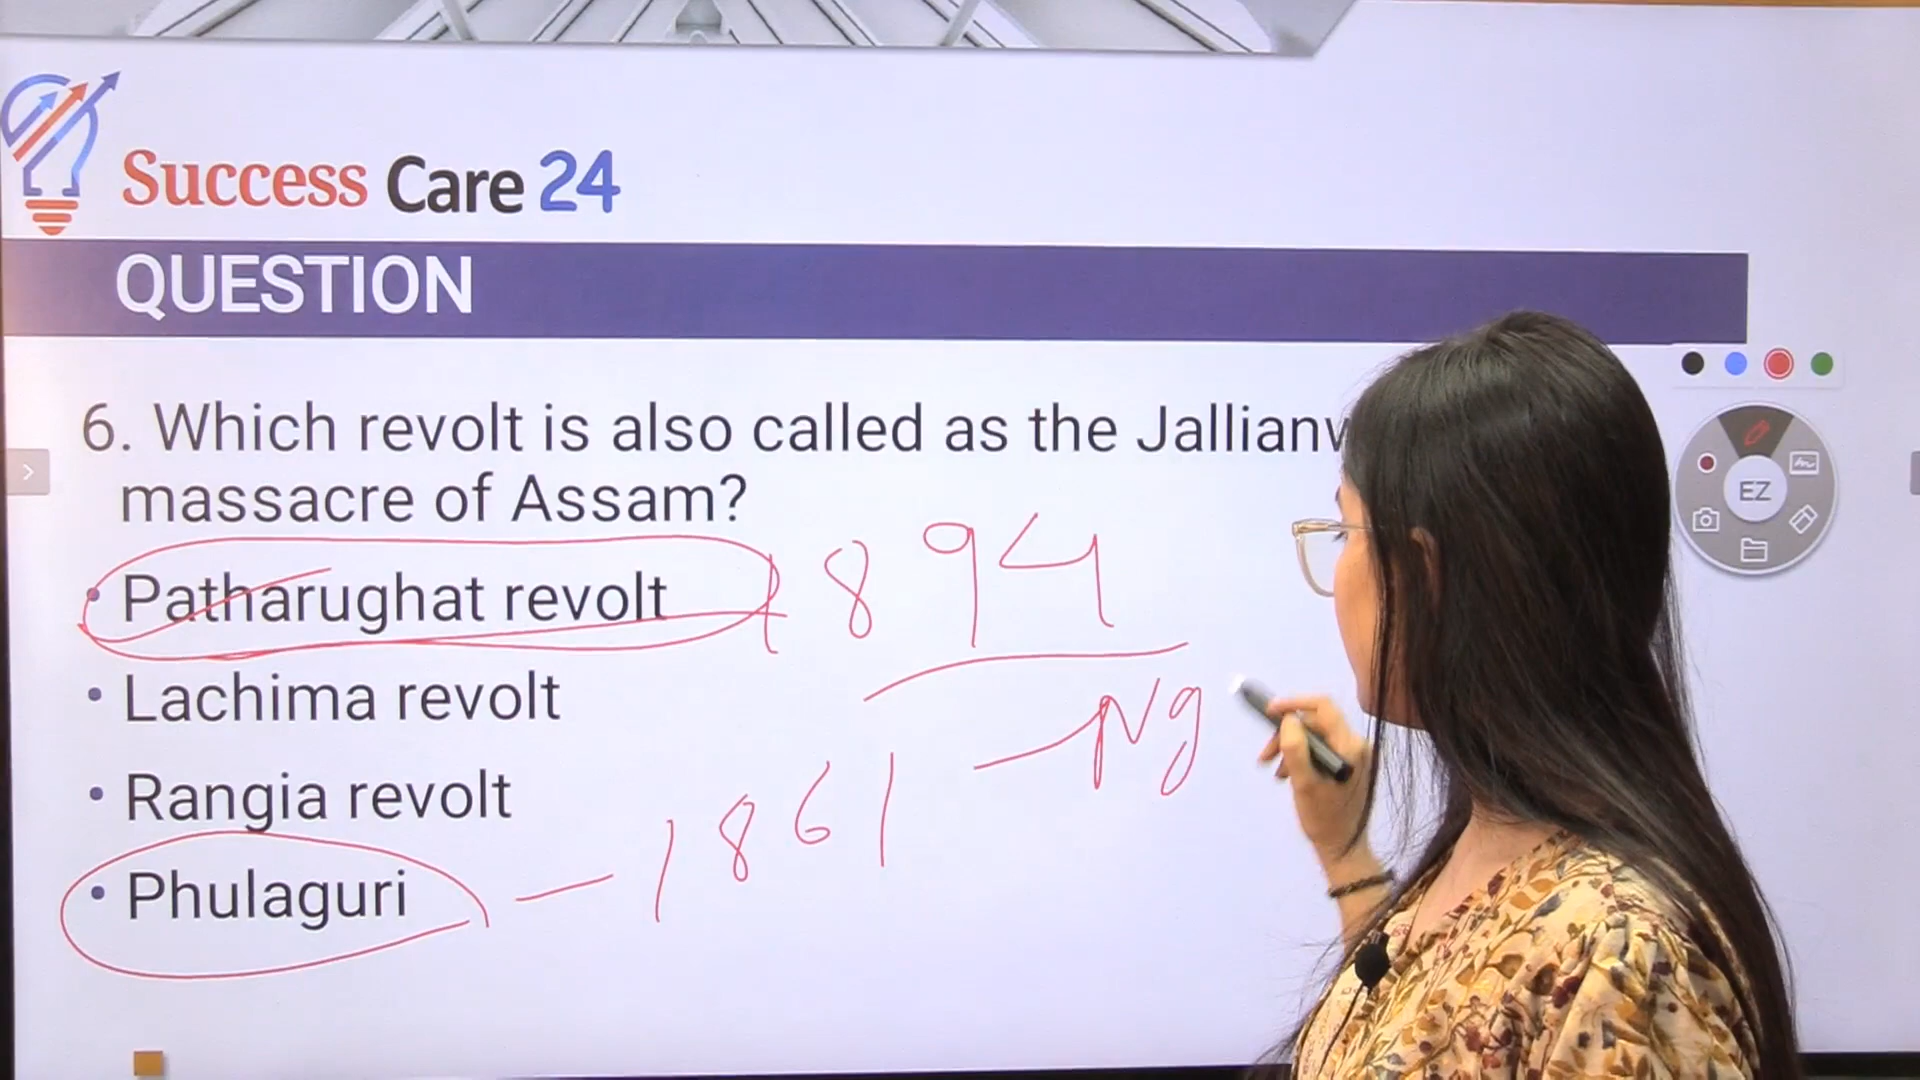 Success Care 24
QUESTION
6. Which revolt is also called as the Jallianw
massacre of Assam?
• Patharughat revolt 1894
• Lachima revolt
Ng
• Rangia revolt
• Phulaguri - 1861
EZ